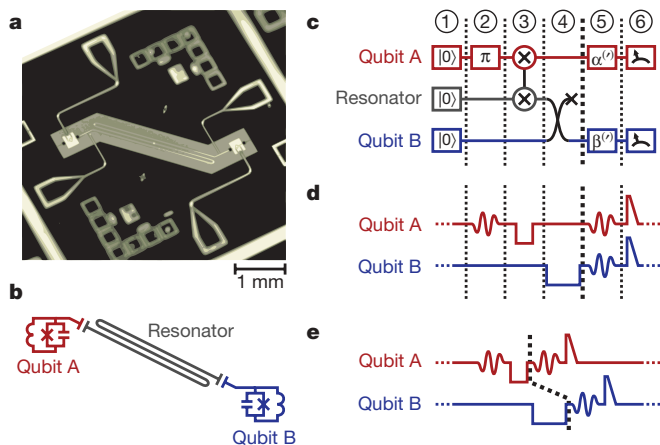 a
1 mm
b
Resonator
Qubit A
Qubit B
c
1 2 3 4 5 6
Qubit A |0⟩ π α(′)
Resonator |0⟩
Qubit B |0⟩ β(′)
d
Qubit A
Qubit B
e
Qubit A
Qubit B